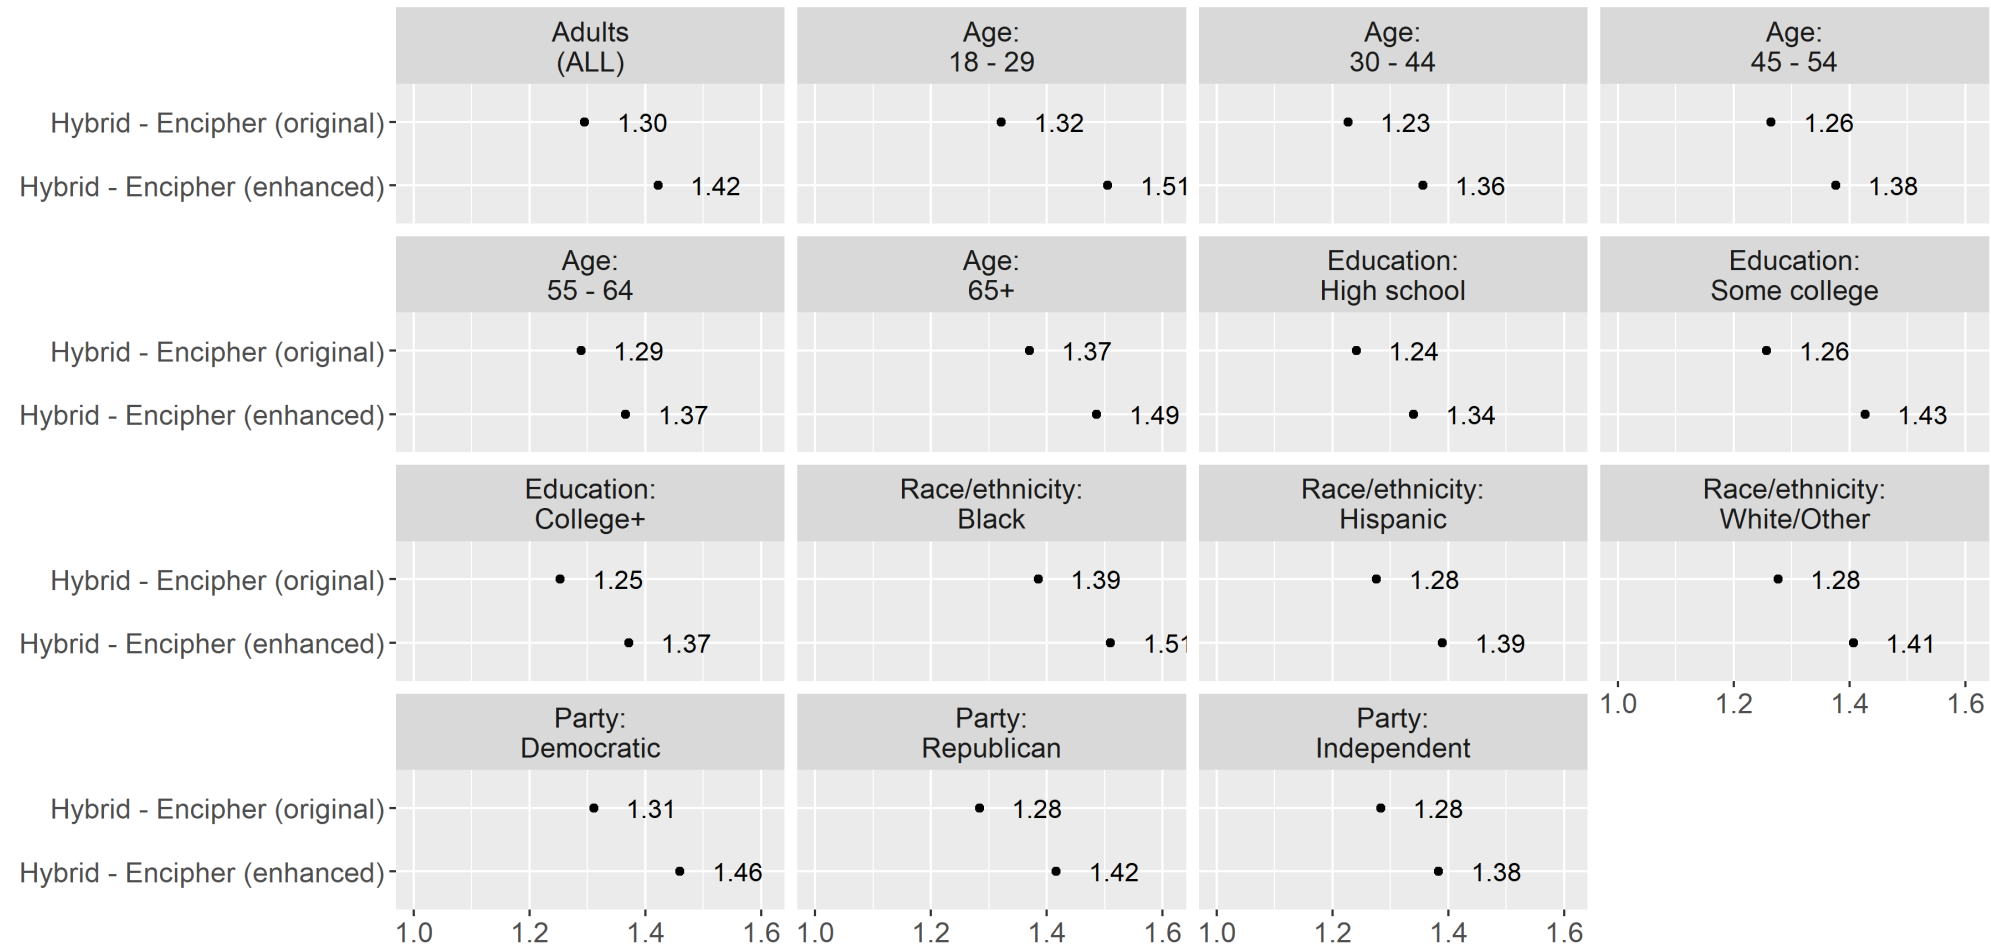 Adults
(ALL)
Age:
18 - 29
Age:
30 - 44
Age:
45 - 54
Hybrid - Encipher (original)
1.30
1.32
1.23
1.26
Hybrid - Encipher (enhanced)
1.42
1.51
1.36
1.38
Age:
55 - 64
Age:
65+
Education:
High school
Education:
Some college
Hybrid - Encipher (original)
1.29
1.37
1.24
1.26
Hybrid - Encipher (enhanced)
1.37
1.49
1.34
1.43
Education:
College+
Race/ethnicity:
Black
Race/ethnicity:
Hispanic
Race/ethnicity:
White/Other
Hybrid - Encipher (original)
1.25
1.39
1.28
1.28
Hybrid - Encipher (enhanced)
1.37
1.51
1.39
1.41
1.0 1.2 1.4 1.6
Party:
Democratic
Party:
Republican
Party:
Independent
Hybrid - Encipher (original)
1.31
1.28
1.28
Hybrid - Encipher (enhanced)
1.46
1.42
1.38
1.0 1.2 1.4 1.6
1.0 1.2 1.4 1.6
1.0 1.2 1.4 1.6